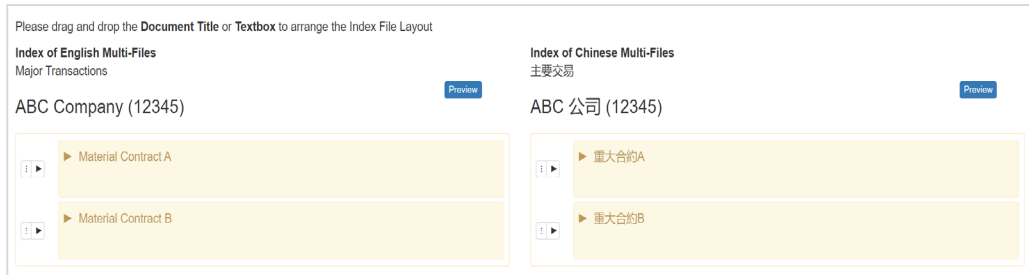 Please drag and drop the Document Title or Textbox to arrange the Index File Layout
Index of English Multi-Files
Major Transactions
Preview
ABC Company (12345)
Material Contract A
Material Contract B
Index of Chinese Multi-Files
主要交易
Preview
ABC 公司 (12345)
重大合約A
重大合約B